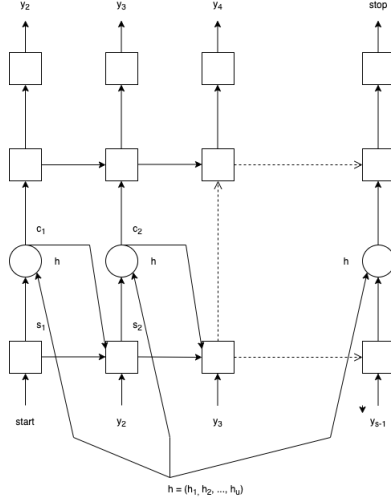 y₂ y₃ y₄ stop
c₁ c₂
h h h
s₁ s₂
start y₂ y₃ yₛ₋₁
h = (h₁, h₂, ..., hᵤ)